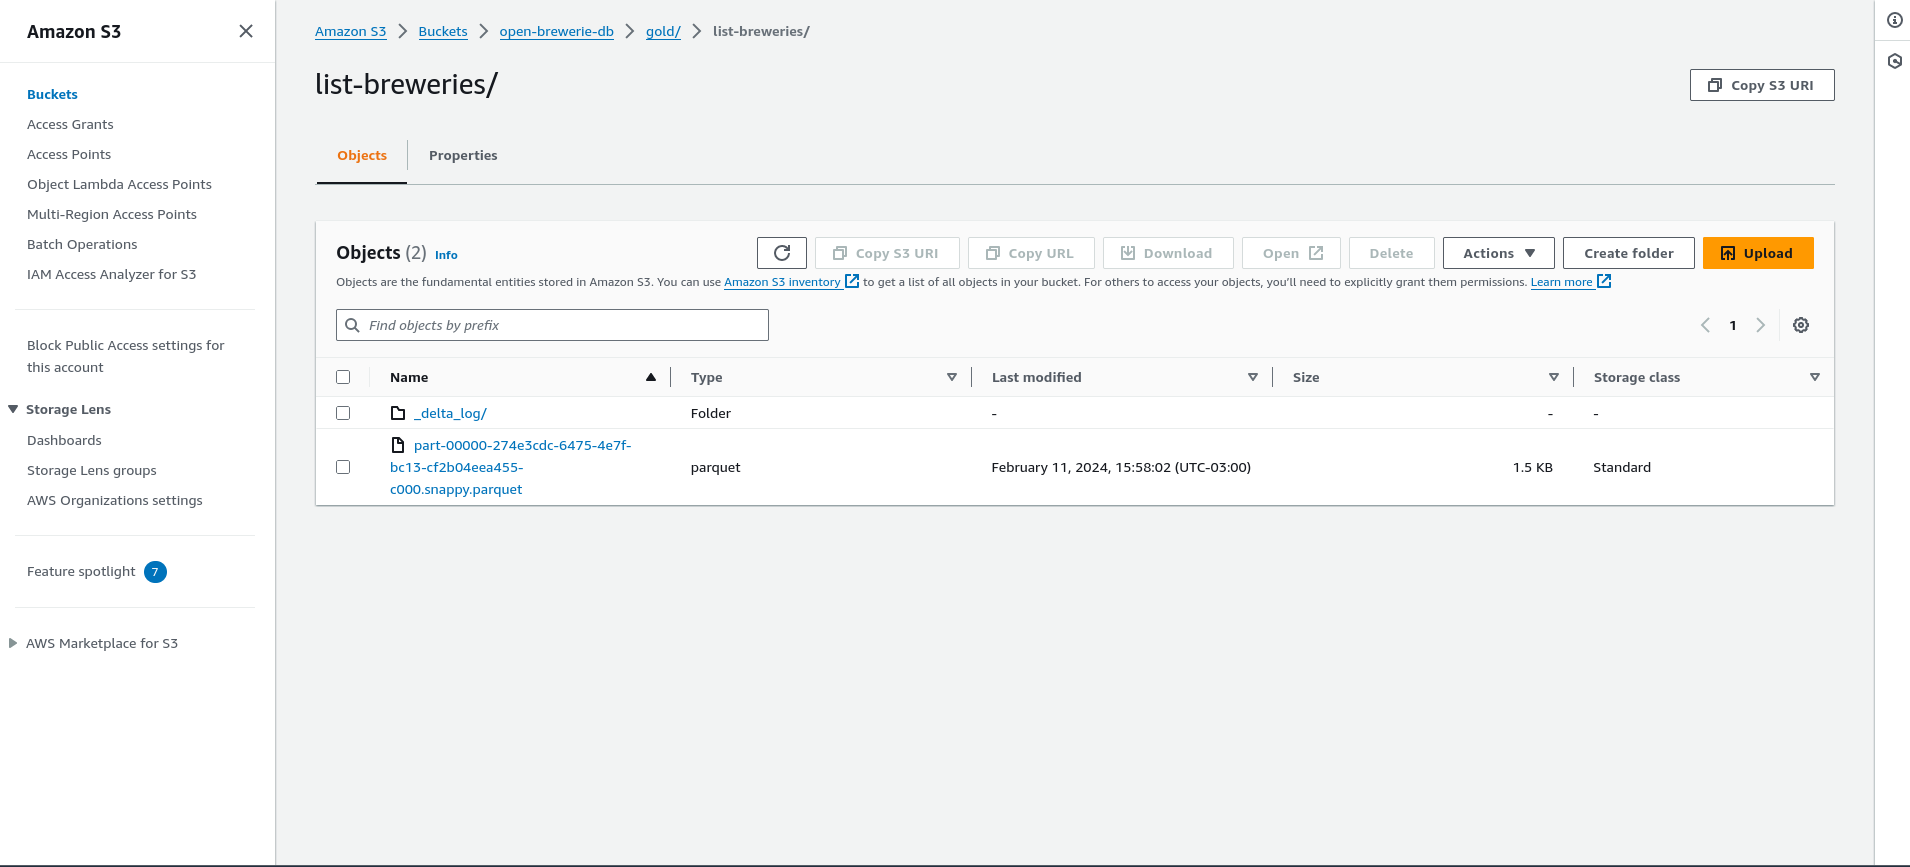 Amazon S3
Buckets
Access Grants
Access Points
Object Lambda Access Points
Multi-Region Access Points
Batch Operations
IAM Access Analyzer for S3
Block Public Access settings for
this account
Storage Lens
Dashboards
Storage Lens groups
AWS Organizations settings
Feature spotlight 7
AWS Marketplace for S3
Amazon S3 Buckets open-brewerie-db gold/ list-breweries/
list-breweries/
Copy S3 URI
Objects Properties
Objects (2) Info
Copy S3 URI Copy URL Download Open Delete Actions Create folder Upload
Objects are the fundamental entities stored in Amazon S3. You can use Amazon S3 inventory to get a list of all objects in your bucket. For others to access your objects, you’ll need to explicitly grant them permissions. Learn more
Find objects by prefix
1
Name Type Last modified Size Storage class
_delta_log/ Folder - - -
part-00000-274e3cdc-6475-4e7f-
bc13-cf2b04eea455- parquet February 11, 2024, 15:58:02 (UTC-03:00) 1.5 KB Standard
c000.snappy.parquet